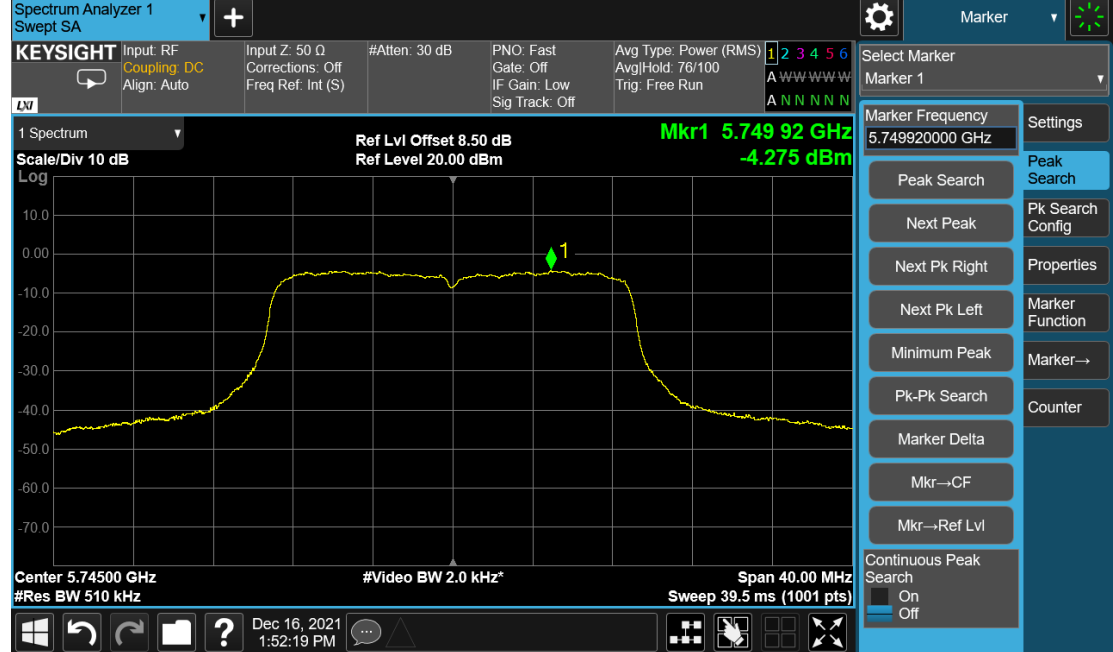 Spectrum Analyzer 1
Swept SA
+
Marker
KEYSIGHT
LXI
Input: RF
Coupling: DC
Align: Auto
Input Z: 50 Ω
Corrections: Off
Freq Ref: Int (S)
#Atten: 30 dB
PNO: Fast
Gate: Off
IF Gain: Low
Sig Track: Off
Avg Type: Power (RMS)
Avg|Hold: 76/100
Trig: Free Run
1 2 3 4 5 6
A W W W W W
A N N N N N
Select Marker
Marker 1
1 Spectrum
Scale/Div 10 dB
Log
Ref Lvl Offset 8.50 dB
Ref Level 20.00 dBm
Mkr1 5.749 92 GHz
-4.275 dBm
10.0
0.00
-10.0
-20.0
-30.0
-40.0
-50.0
-60.0
-70.0
1
Center 5.74500 GHz
#Res BW 510 kHz
#Video BW 2.0 kHz*
Span 40.00 MHz
Sweep 39.5 ms (1001 pts)
Marker Frequency
5.749920000 GHz
Peak Search
Next Peak
Next Pk Right
Next Pk Left
Minimum Peak
Pk-Pk Search
Marker Delta
Mkr→CF
Mkr→Ref Lvl
Continuous Peak
Search
On
Off
Settings
Peak
Search
Pk Search
Config
Properties
Marker
Function
Marker→
Counter
?
Dec 16, 2021
1:52:19 PM